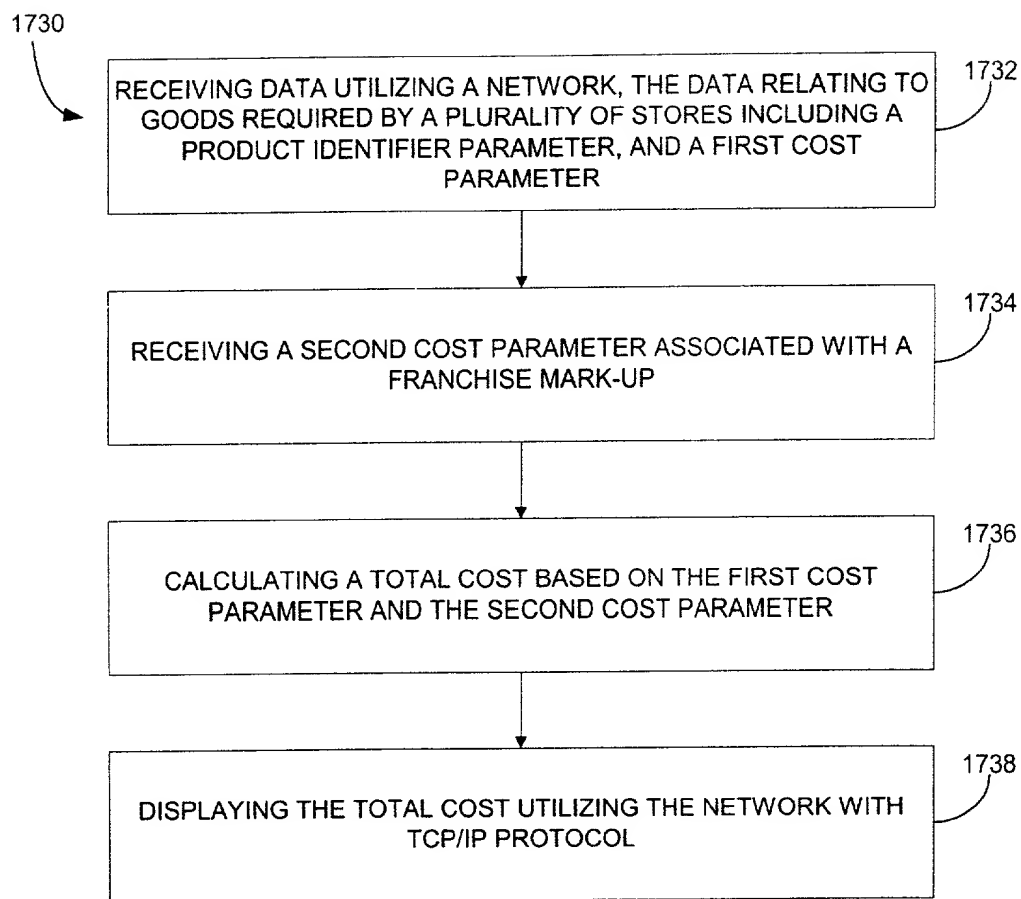 1730
RECEIVING DATA UTILIZING A NETWORK, THE DATA RELATING TO
GOODS REQUIRED BY A PLURALITY OF STORES INCLUDING A
PRODUCT IDENTIFIER PARAMETER, AND A FIRST COST
PARAMETER
1732
RECEIVING A SECOND COST PARAMETER ASSOCIATED WITH A
FRANCHISE MARK-UP
1734
CALCULATING A TOTAL COST BASED ON THE FIRST COST
PARAMETER AND THE SECOND COST PARAMETER
1736
DISPLAYING THE TOTAL COST UTILIZING THE NETWORK WITH
TCP/IP PROTOCOL
1738